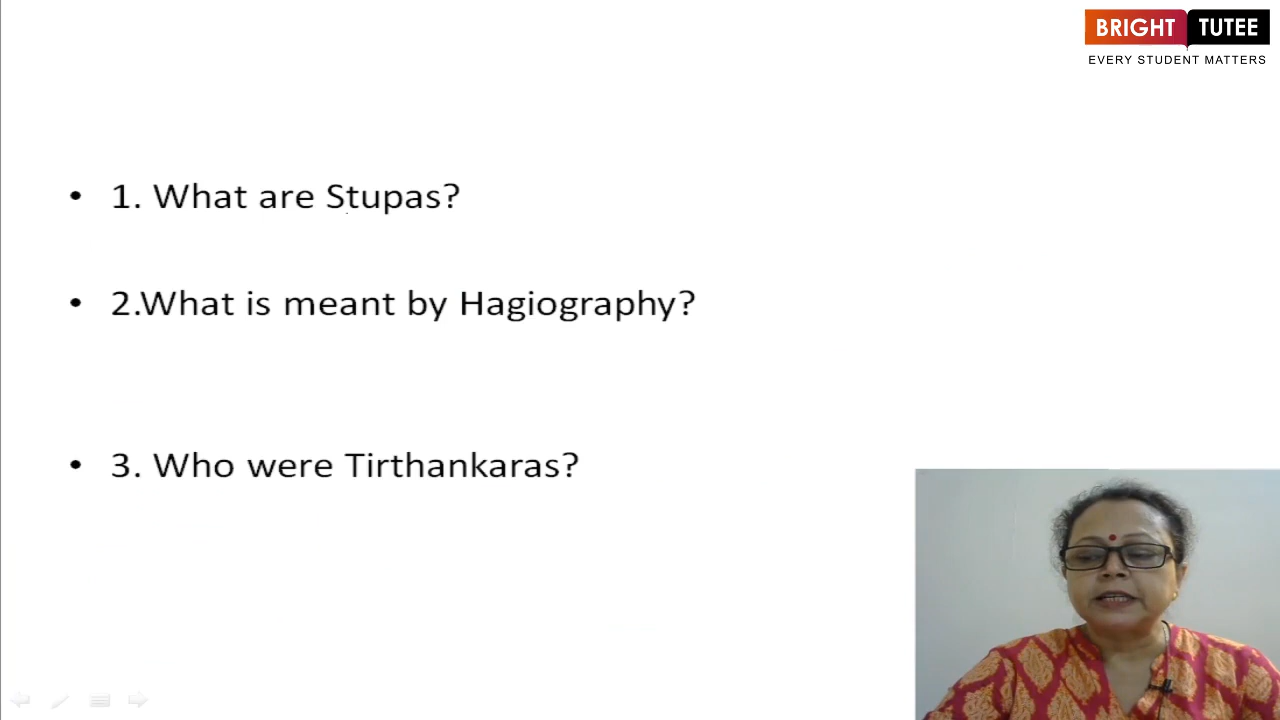 BRIGHT TUTEE
EVERY STUDENT MATTERS
• 1. What are Stupas?
• 2.What is meant by Hagiography?
• 3. Who were Tirthankaras?